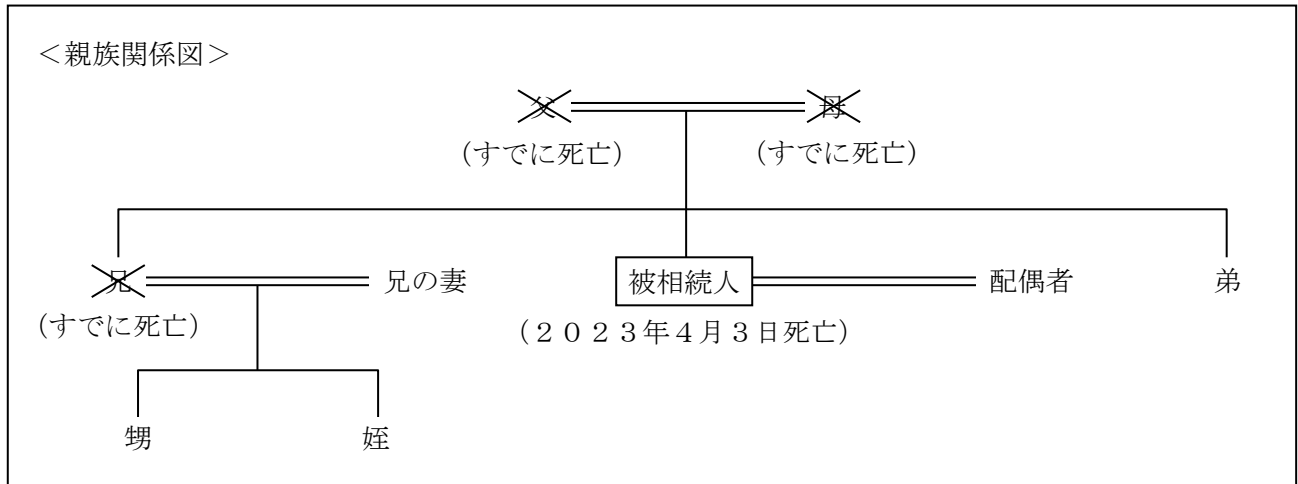 <親族関係図>
父 母
(すでに死亡) (すでに死亡)
兄 兄の妻 被相続人 配偶者 弟
(すでに死亡) (2023年4月3日死亡)
甥 姪